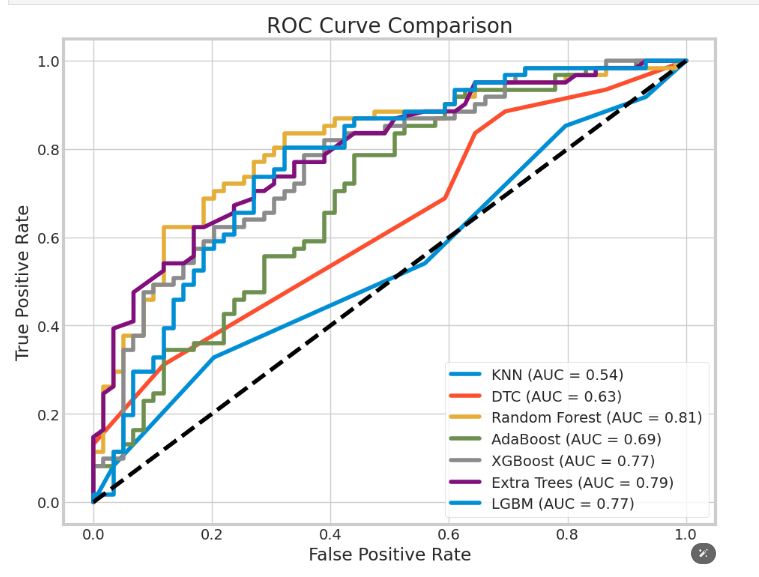 ROC Curve Comparison
1.0
0.8
0.6
0.4
0.2
0.0
True Positive Rate
KNN (AUC = 0.54)
DTC (AUC = 0.63)
Random Forest (AUC = 0.81)
AdaBoost (AUC = 0.69)
XGBoost (AUC = 0.77)
Extra Trees (AUC = 0.79)
LGBM (AUC = 0.77)
0.0 0.2 0.4 0.6 0.8 1.0
False Positive Rate